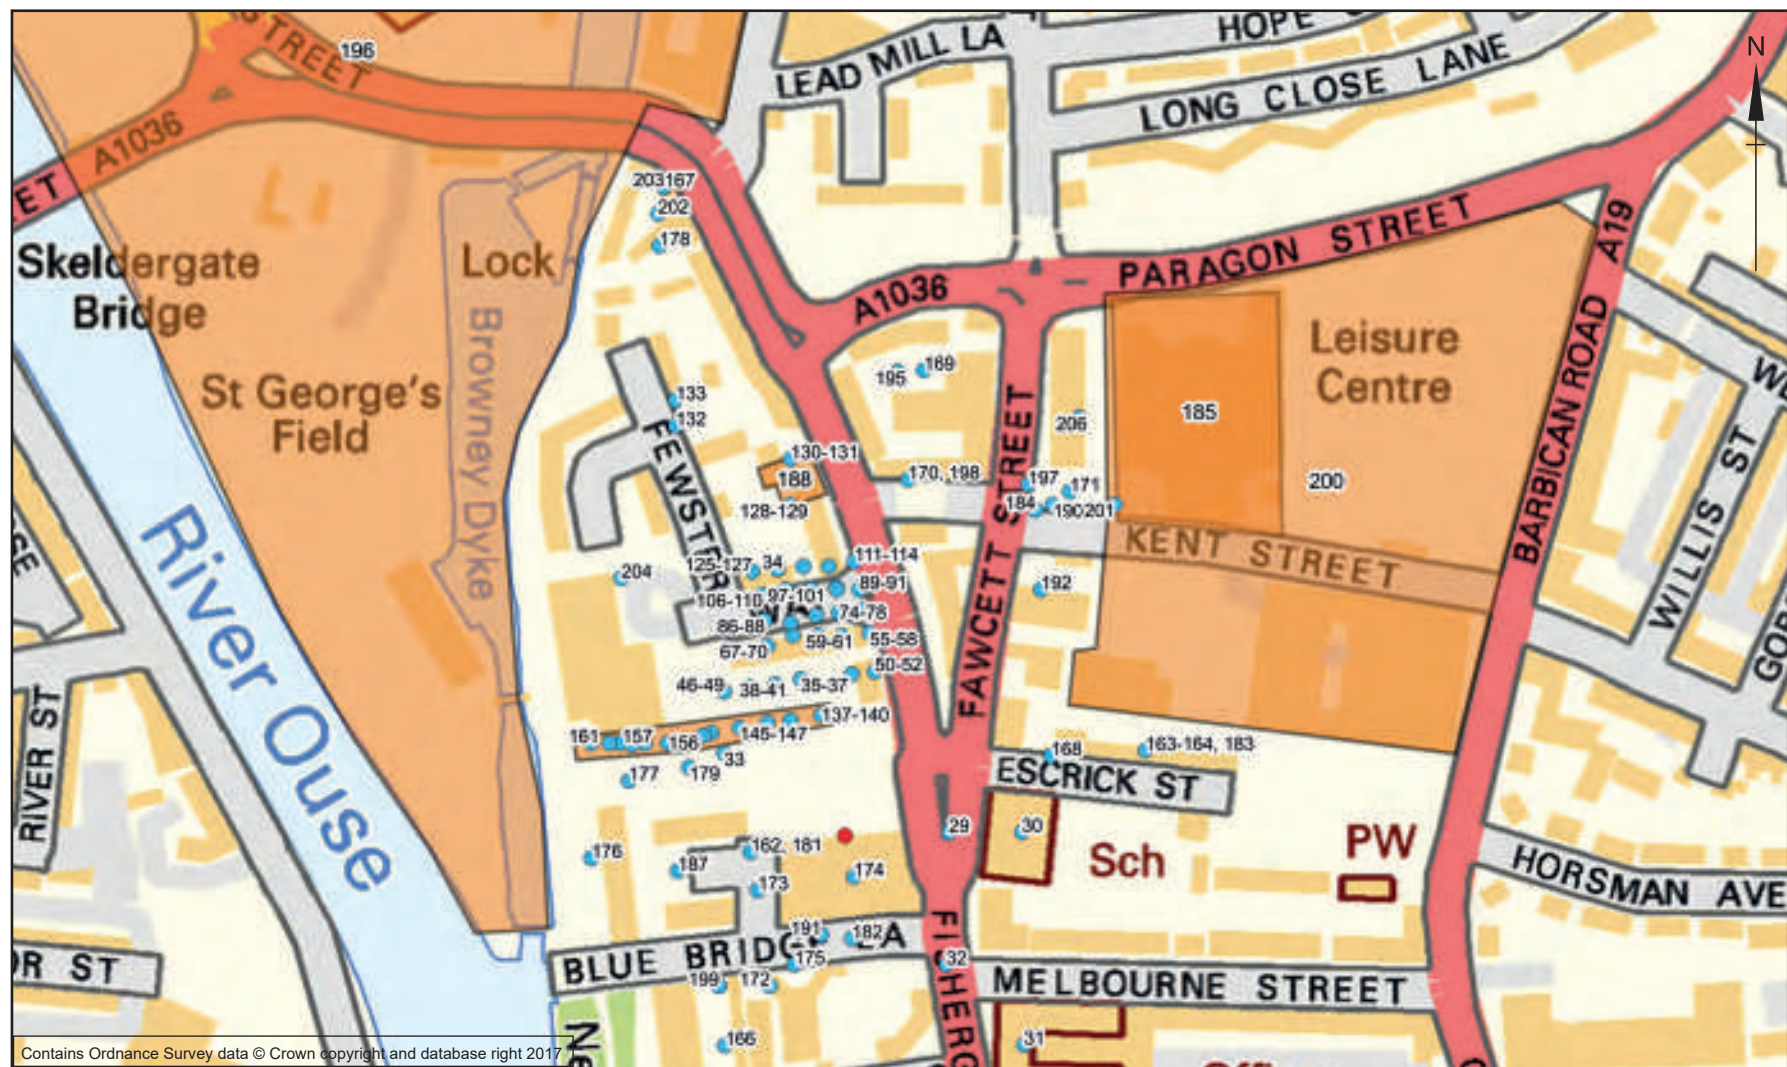 STREET
196
LEAD MILL LA
HOPE
N
LONG CLOSE LANE
A1036
203 167
202
178
PARAGON STREET
A19
Skeldergate
Bridge
Lock
A1036
Leisure
Centre
Browney Dyke
St George's
Field
195
169
133
132
206
185
FEWSTER WAY
FAWCETT STREET
BARBICAN ROAD
130-131
188
170, 198
197
171
184
190 201
200
128-129
WILLIS ST
River Ouse
KENT STREET
125-127
34
111-114
204
89-91
106-110
97-101
192
74-78
86-88
59-61
55-58
67-70
50-52
46-49
38-41
35-37
RIVER ST
137-140
161
157
156
145-147
33
177
179
168
163-164, 183
ESCRICK ST
29
30
Sch
PW
162, 181
176
187
174
173
HORSMAN AVE
191
182
BLUE BRIDGE LA
175
32
199
172
MELBOURNE STREET
FISHERG
166
31
Contains Ordnance Survey data © Crown copyright and database right 2017